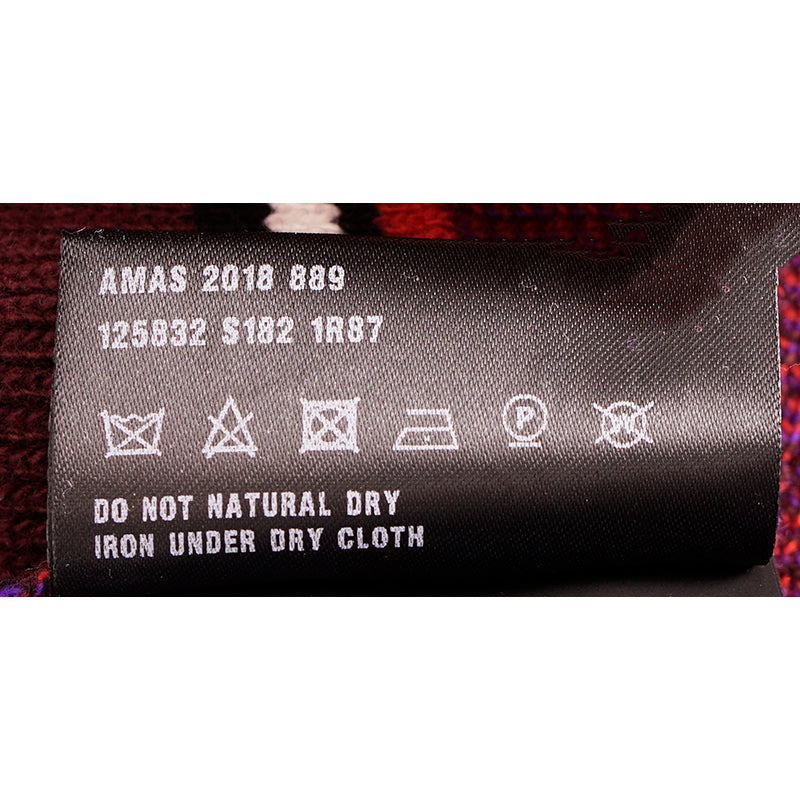 AMAS 2018 889
125832 S182 1R87
P
W
DO NOT NATURAL DRY
IRON UNDER DRY CLOTH